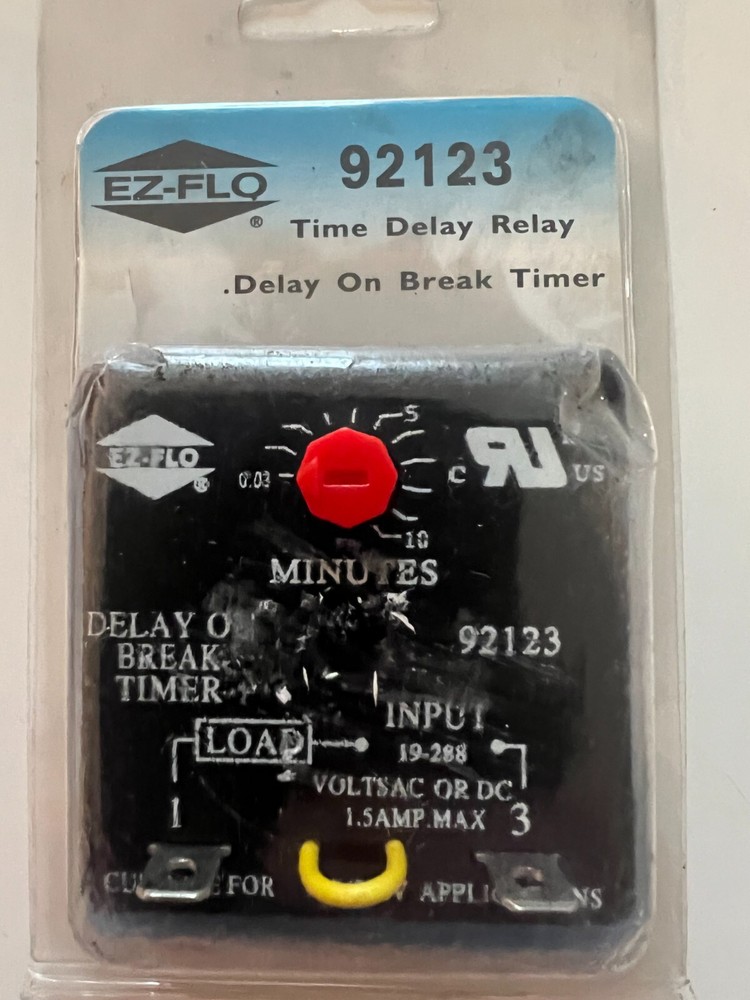 EZ-FLO
®
92123
Time Delay Relay
.Delay On Break Timer
EZ-FLO
®
0.03
5
10
MINUTES
C UR US
DELAY O
BREAK
TIMER
92123
INPUT
LOAD
19-288
VOLTSAC OR DC
1.5AMP.MAX
1
3
FOR